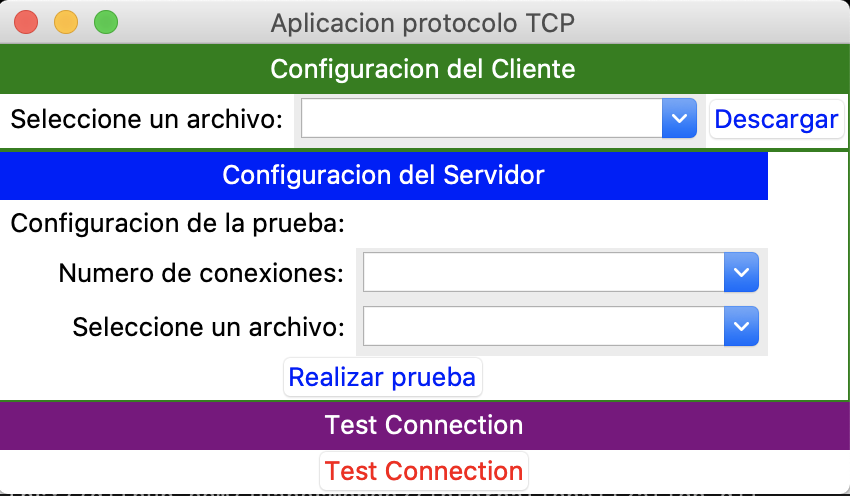 Aplicacion protocolo TCP
Configuracion del Cliente
Seleccione un archivo: Descargar
Configuracion del Servidor
Configuracion de la prueba:
Numero de conexiones:
Seleccione un archivo:
Realizar prueba
Test Connection
Test Connection